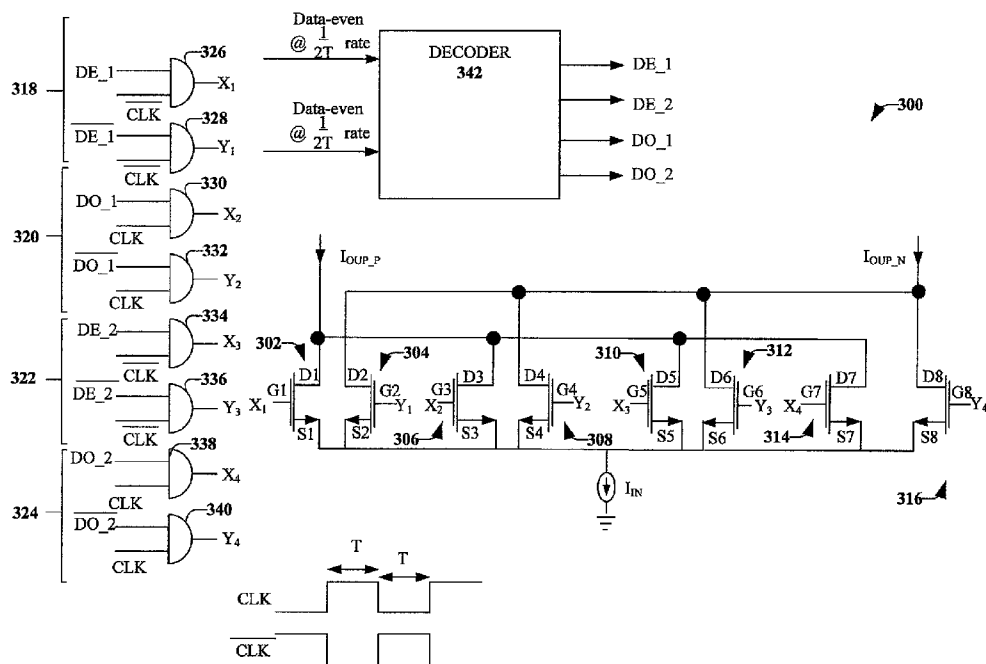 318
DE_1
CLK
326
X1
DE_1
CLK
328
Y1
320
DO_1
CLK
330
X2
DO_1
CLK
332
Y2
322
DE_2
CLK
334
X3
DE_2
CLK
336
Y3
324
DO_2
CLK
338
X4
DO_2
CLK
340
Y4
Data-even
@ 1/2T rate
Data-even
@ 1/2T rate
DECODER
342
DE_1
DE_2
DO_1
DO_2
300
IOUP_P
IOUP_N
302
D1
G1
X1
S1
D2
304
G2
Y1
S2
D3
G3
X2
306
S3
D4
G4
Y2
S4
308
310
D5
G5
X3
S5
D6
312
G6
Y3
S6
D7
G7
X4
314
S7
D8
G8
Y4
S8
316
IIN
T
T
CLK
CLK